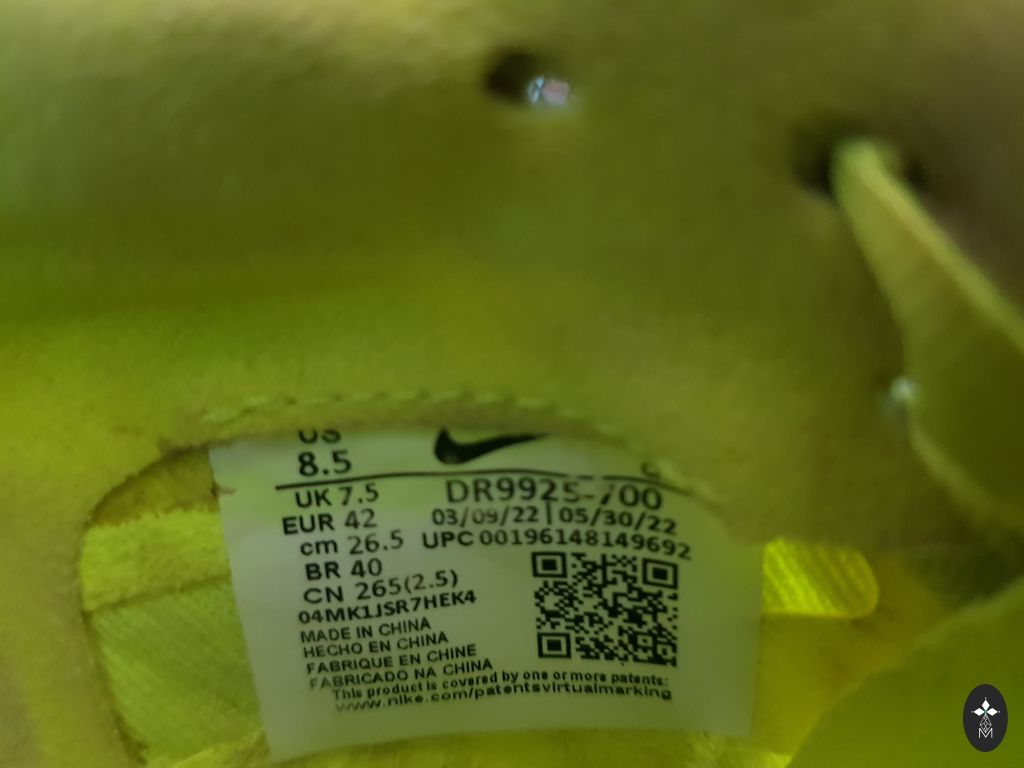 US
8.5
UK 7.5
EUR 42
cm 26.5
BR 40
CN 265(2.5)
04MK1JSR7HEK4
MADE IN CHINA
HECHO EN CHINA
FABRIQUE EN CHINE
FABRICADO NA CHINA
DR9925-700
03/09/22 | 05/30/22
UPC 00196148149692
This product is covered by one or more patents:
www.nike.com/patentsvirtualmarking
M